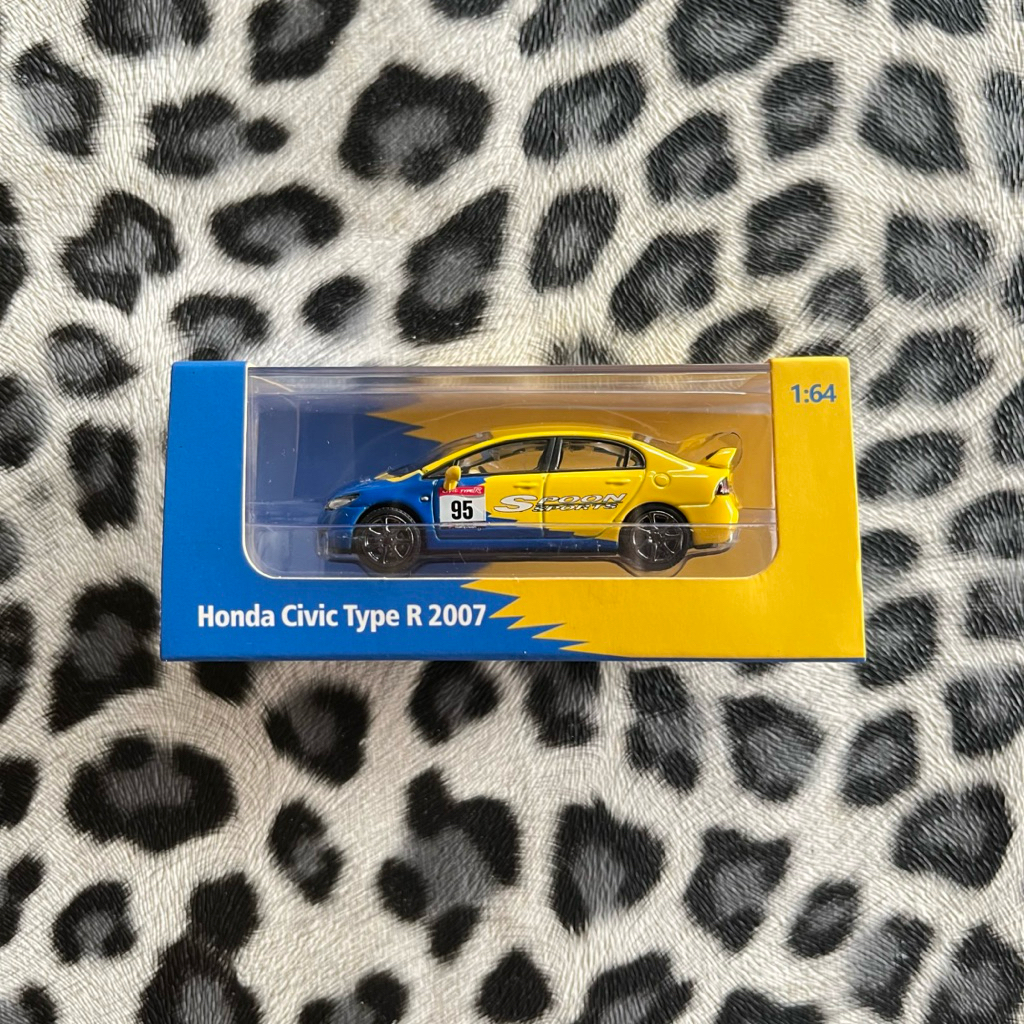 1:64
95
SPOON
SPORTS
Honda Civic Type R 2007